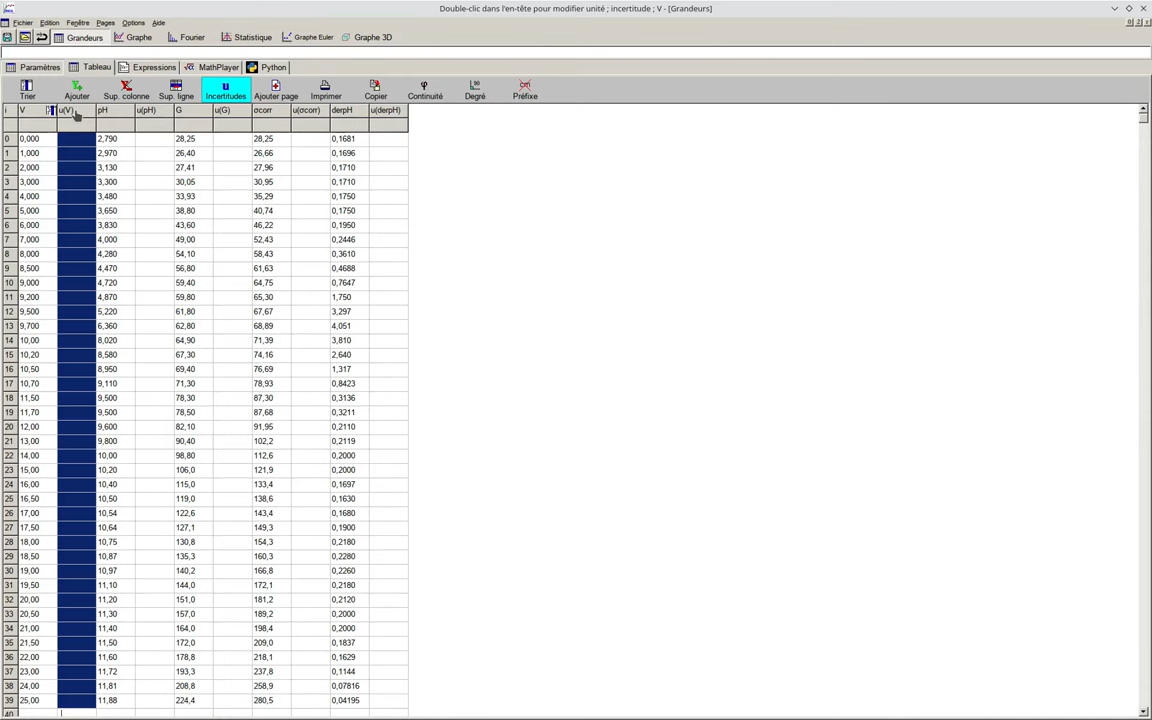 Double-clic dans l'en-tête pour modifier unité ; incertitude ; V - [Grandeurs]
Fichier Edition Fenêtre Pages Options Aide
Grandeurs Graphe Fourier Statistique Graphe Euler Graphe 3D
Paramètres Tableau Expressions MathPlayer Python
Trier Ajouter Sup. colonne Sup. ligne Incertitudes Ajouter page Imprimer Copier Continuité Degré Préfixe
i V u(V) pH u(pH) G u(G) σcorr u(σcorr) derpH u(derpH)
0 0,000 2,790 28,25 28,25 0,1681
1 1,000 2,970 26,40 26,66 0,1696
2 2,000 3,130 27,41 27,96 0,1710
3 3,000 3,300 30,05 30,95 0,1710
4 4,000 3,480 33,93 35,29 0,1750
5 5,000 3,650 38,80 40,74 0,1750
6 6,000 3,830 43,60 46,22 0,1950
7 7,000 4,000 49,00 52,43 0,2446
8 8,000 4,280 54,10 58,43 0,3610
9 8,500 4,470 56,80 61,63 0,4688
10 9,000 4,720 59,40 64,75 0,7647
11 9,200 4,870 59,80 65,30 1,750
12 9,500 5,220 61,80 67,67 3,297
13 9,700 6,360 62,80 68,89 4,051
14 10,00 8,020 64,90 71,39 3,810
15 10,20 8,580 67,30 74,16 2,640
16 10,50 8,950 69,40 76,69 1,317
17 10,70 9,110 71,30 78,93 0,8423
18 11,50 9,500 78,30 87,30 0,3136
19 11,70 9,500 78,50 87,68 0,3211
20 12,00 9,600 82,10 91,95 0,2110
21 13,00 9,800 90,40 102,2 0,2119
22 14,00 10,00 98,80 112,6 0,2000
23 15,00 10,20 106,0 121,9 0,2000
24 16,00 10,40 115,0 133,4 0,1697
25 16,50 10,50 119,0 138,6 0,1630
26 17,00 10,54 122,6 143,4 0,1680
27 17,50 10,64 127,1 149,3 0,1900
28 18,00 10,75 130,8 154,3 0,2180
29 18,50 10,87 135,3 160,3 0,2280
30 19,00 10,97 140,2 166,8 0,2260
31 19,50 11,10 144,0 172,1 0,2180
32 20,00 11,20 151,0 181,2 0,2120
33 20,50 11,30 157,0 189,2 0,2000
34 21,00 11,40 164,0 198,4 0,2000
35 21,50 11,50 172,0 209,0 0,1837
36 22,00 11,60 178,8 218,1 0,1629
37 23,00 11,72 193,3 237,8 0,1144
38 24,00 11,81 208,8 258,9 0,07816
39 25,00 11,88 224,4 280,5 0,04195
40